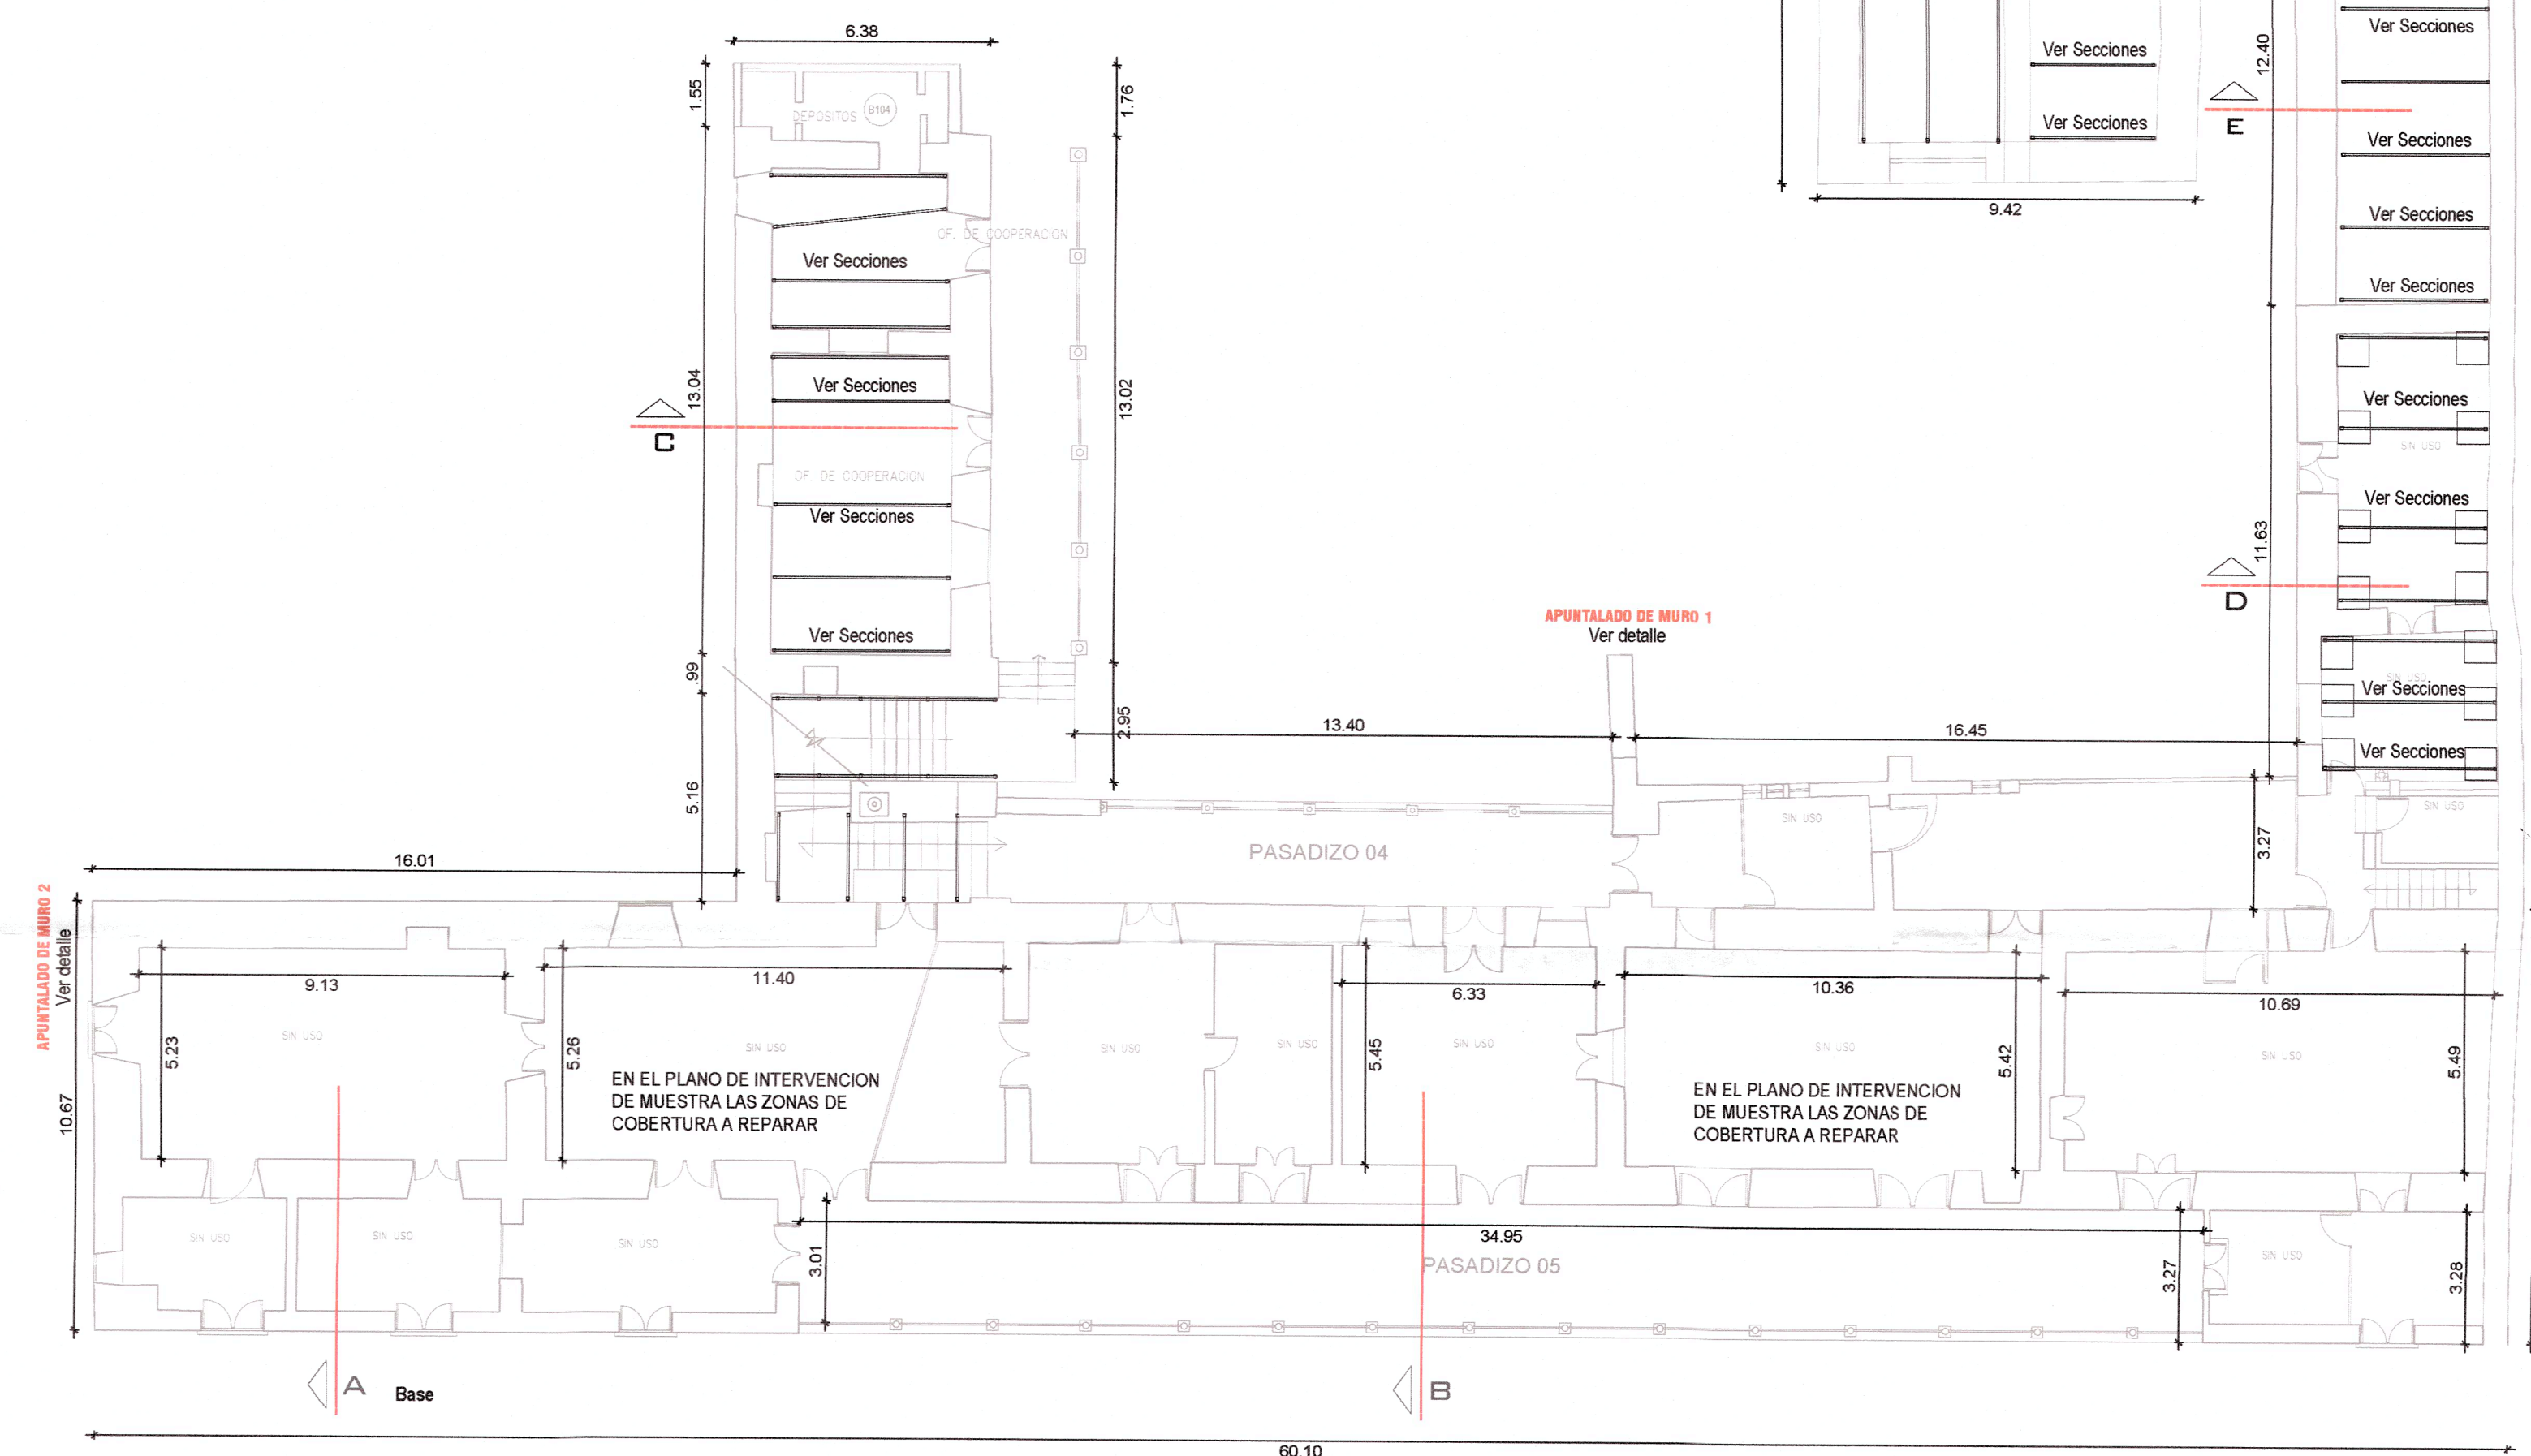 6.38
1.55
1.76
DEPOSITOS
B104
Ver Secciones
Ver Secciones
9.42
12.40
Ver Secciones
E
Ver Secciones
Ver Secciones
Ver Secciones
OF. DE COOPERACION
Ver Secciones
13.04
Ver Secciones
13.02
C
OF. DE COOPERACION
Ver Secciones
Ver Secciones
Ver Secciones
SIN USO
Ver Secciones
11.63
D
APUNTALADO DE MURO 1
Ver detalle
.99
2.95
13.40
16.45
SIN USO
Ver Secciones
Ver Secciones
5.16
SIN USO
SIN USO
PASADIZO 04
3.27
16.01
APUNTALADO DE MURO 2
Ver detalle
10.67
9.13
5.23
SIN USO
11.40
5.26
SIN USO
EN EL PLANO DE INTERVENCION
DE MUESTRA LAS ZONAS DE
COBERTURA A REPARAR
SIN USO
SIN USO
6.33
5.45
SIN USO
10.36
5.42
SIN USO
EN EL PLANO DE INTERVENCION
DE MUESTRA LAS ZONAS DE
COBERTURA A REPARAR
10.69
5.49
SIN USO
SIN USO
SIN USO
SIN USO
3.01
34.95
PASADIZO 05
3.27
SIN USO
3.28
A
Base
B
60.10